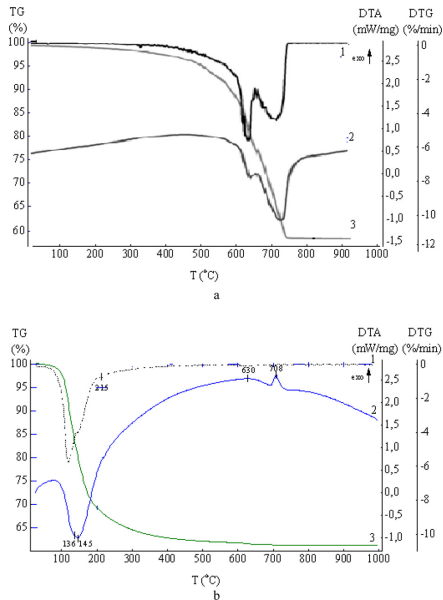 a
TG DTA DTG
(%) (mW/mg) (%/min)
100 1 exo 0
95 2,5
90 2,0 -2
85 1,5 -4
80 1,0
75 2 0,5 -6
70 0,0 -8
65 0,5
60 -1,0 -10
3 -1,5 -12
100 200 300 400 500 600 700 800 900 1000
T (°C)
a
TG DTA DTG
(%) (mW/mg) (%/min)
100 1 exo 0
215 630 708
95 2,5
90 2 2,0 -2
85 1,5 -4
80 1,0
75 0,5 -6
70 0,0 -8
65 0,5
136 145 3 -1,0 -10
100 200 300 400 500 600 700 800 900 1000
T (°C)
b